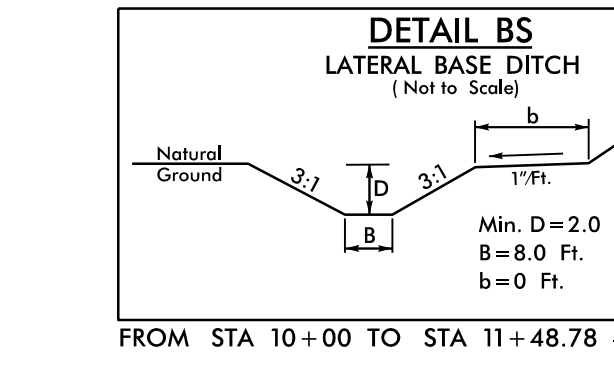 DETAIL BS
LATERAL BASE DITCH
( Not to Scale)
b
Natural
Ground
3:1
D
3:1
1"/Ft.
B
Min. D=2.0
B=8.0 Ft.
b=0 Ft.
FROM STA 10+00 TO STA 11+48.78